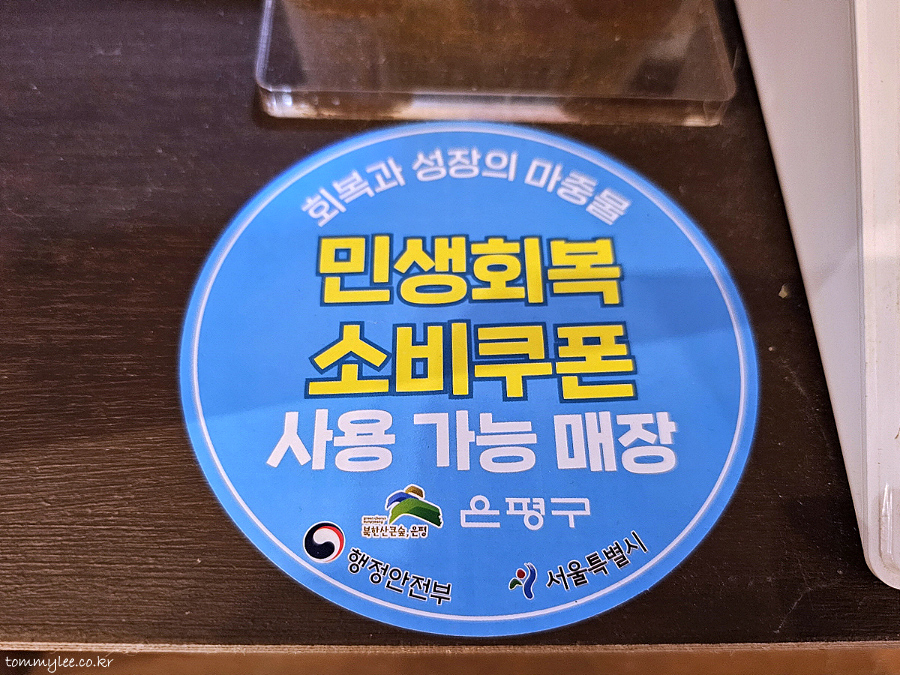 회복과 성장의 마중물
민생회복
소비쿠폰
사용 가능 매장
북한산큰숲, 은평
은평구
행정안전부
서울특별시
tommylee.co.kr